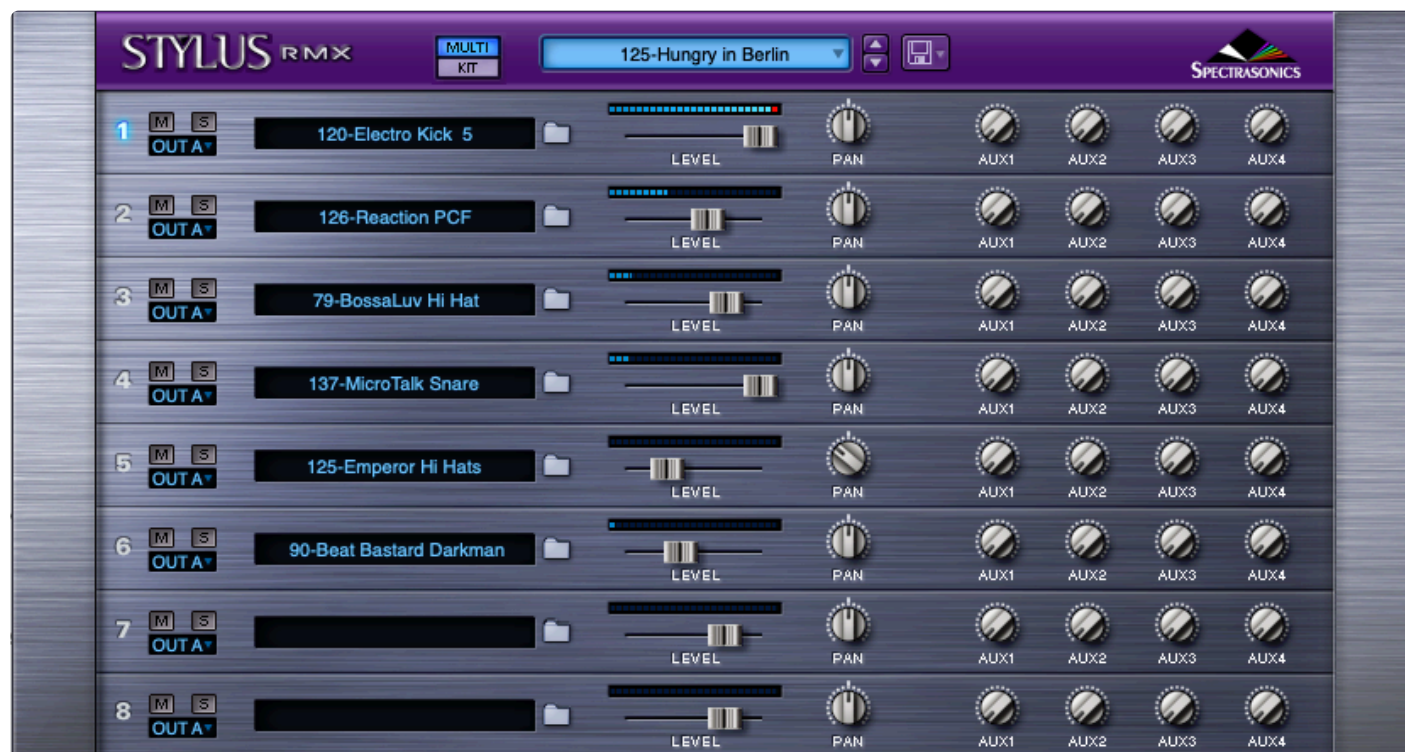 STYLUS RMX
MULTI
KIT
125-Hungry in Berlin
SPECTRASONICS
1 M S OUT A 120-Electro Kick  5 LEVEL PAN AUX1 AUX2 AUX3 AUX4
2 M S OUT A 126-Reaction PCF LEVEL PAN AUX1 AUX2 AUX3 AUX4
3 M S OUT A 79-BossaLuv Hi Hat LEVEL PAN AUX1 AUX2 AUX3 AUX4
4 M S OUT A 137-MicroTalk Snare LEVEL PAN AUX1 AUX2 AUX3 AUX4
5 M S OUT A 125-Emperor Hi Hats LEVEL PAN AUX1 AUX2 AUX3 AUX4
6 M S OUT A 90-Beat Bastard Darkman LEVEL PAN AUX1 AUX2 AUX3 AUX4
7 M S OUT A LEVEL PAN AUX1 AUX2 AUX3 AUX4
8 M S OUT A LEVEL PAN AUX1 AUX2 AUX3 AUX4